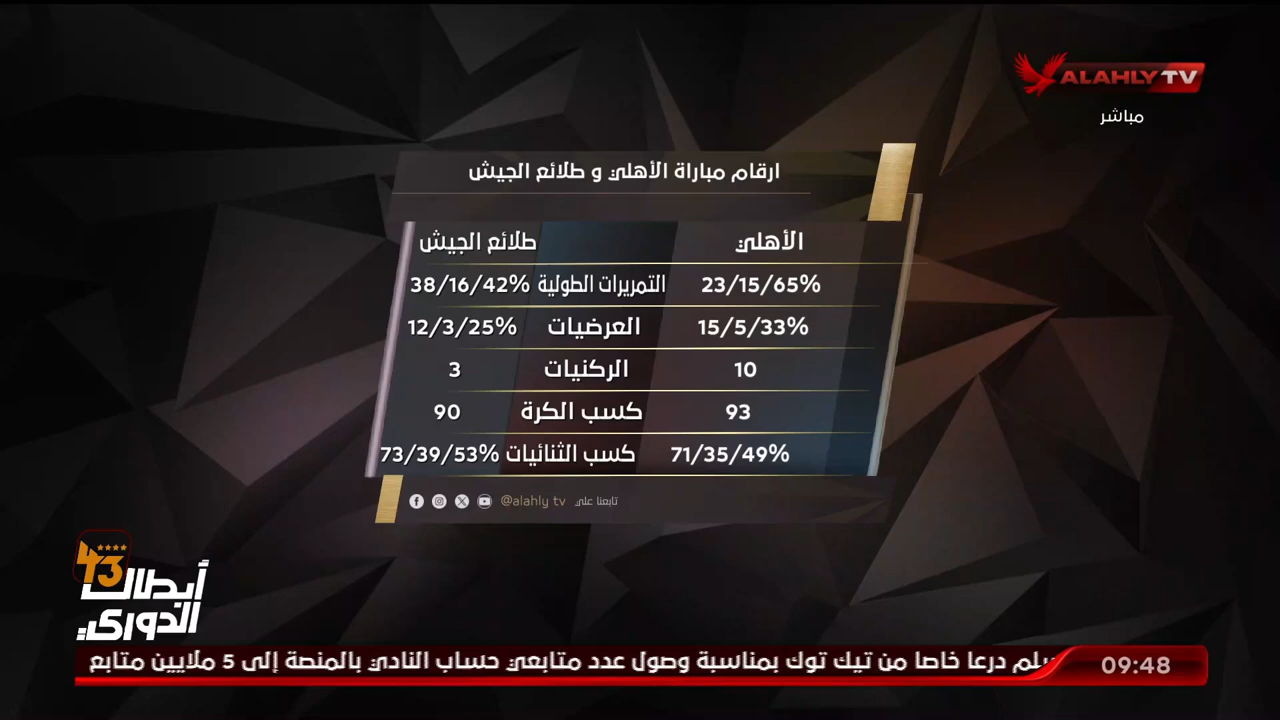 ALAHLY TV
مباشر
ارقام مباراة الأهلي و طلائع الجيش
الأهلي طلائع الجيش
23/15/65% التمريرات الطولية 38/16/42%
15/5/33% العرضيات 12/3/25%
10 الركنيات 3
93 كسب الكرة 90
71/35/49% كسب الثنائيات 73/39/53%
تابعنا علي @alahly tv
43
أبطال
الدوري
09:48
درعا خاصا من تيك توك بمناسبة وصول عدد متابعي حساب النادي بالمنصة إلى 5 ملايين متابع